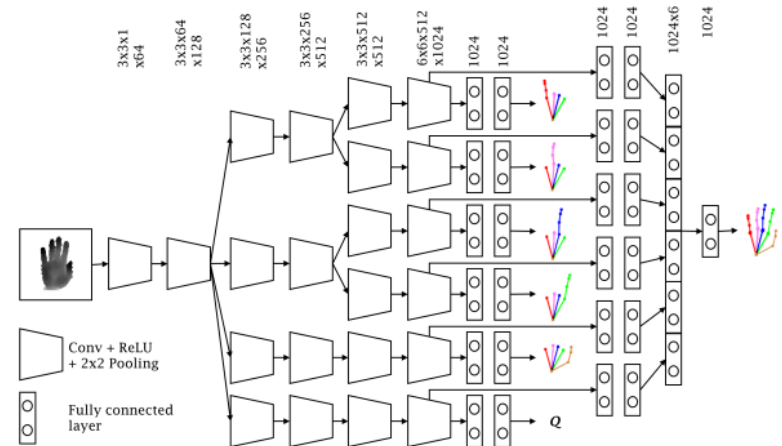 3x3x1
x64
3x3x64
x128
3x3x128
x256
3x3x256
x512
3x3x512
x512
6x6x512
x1024
1024
1024
1024
1024
1024x6
1024
Q
Conv + ReLU
+ 2x2 Pooling
Fully connected
layer